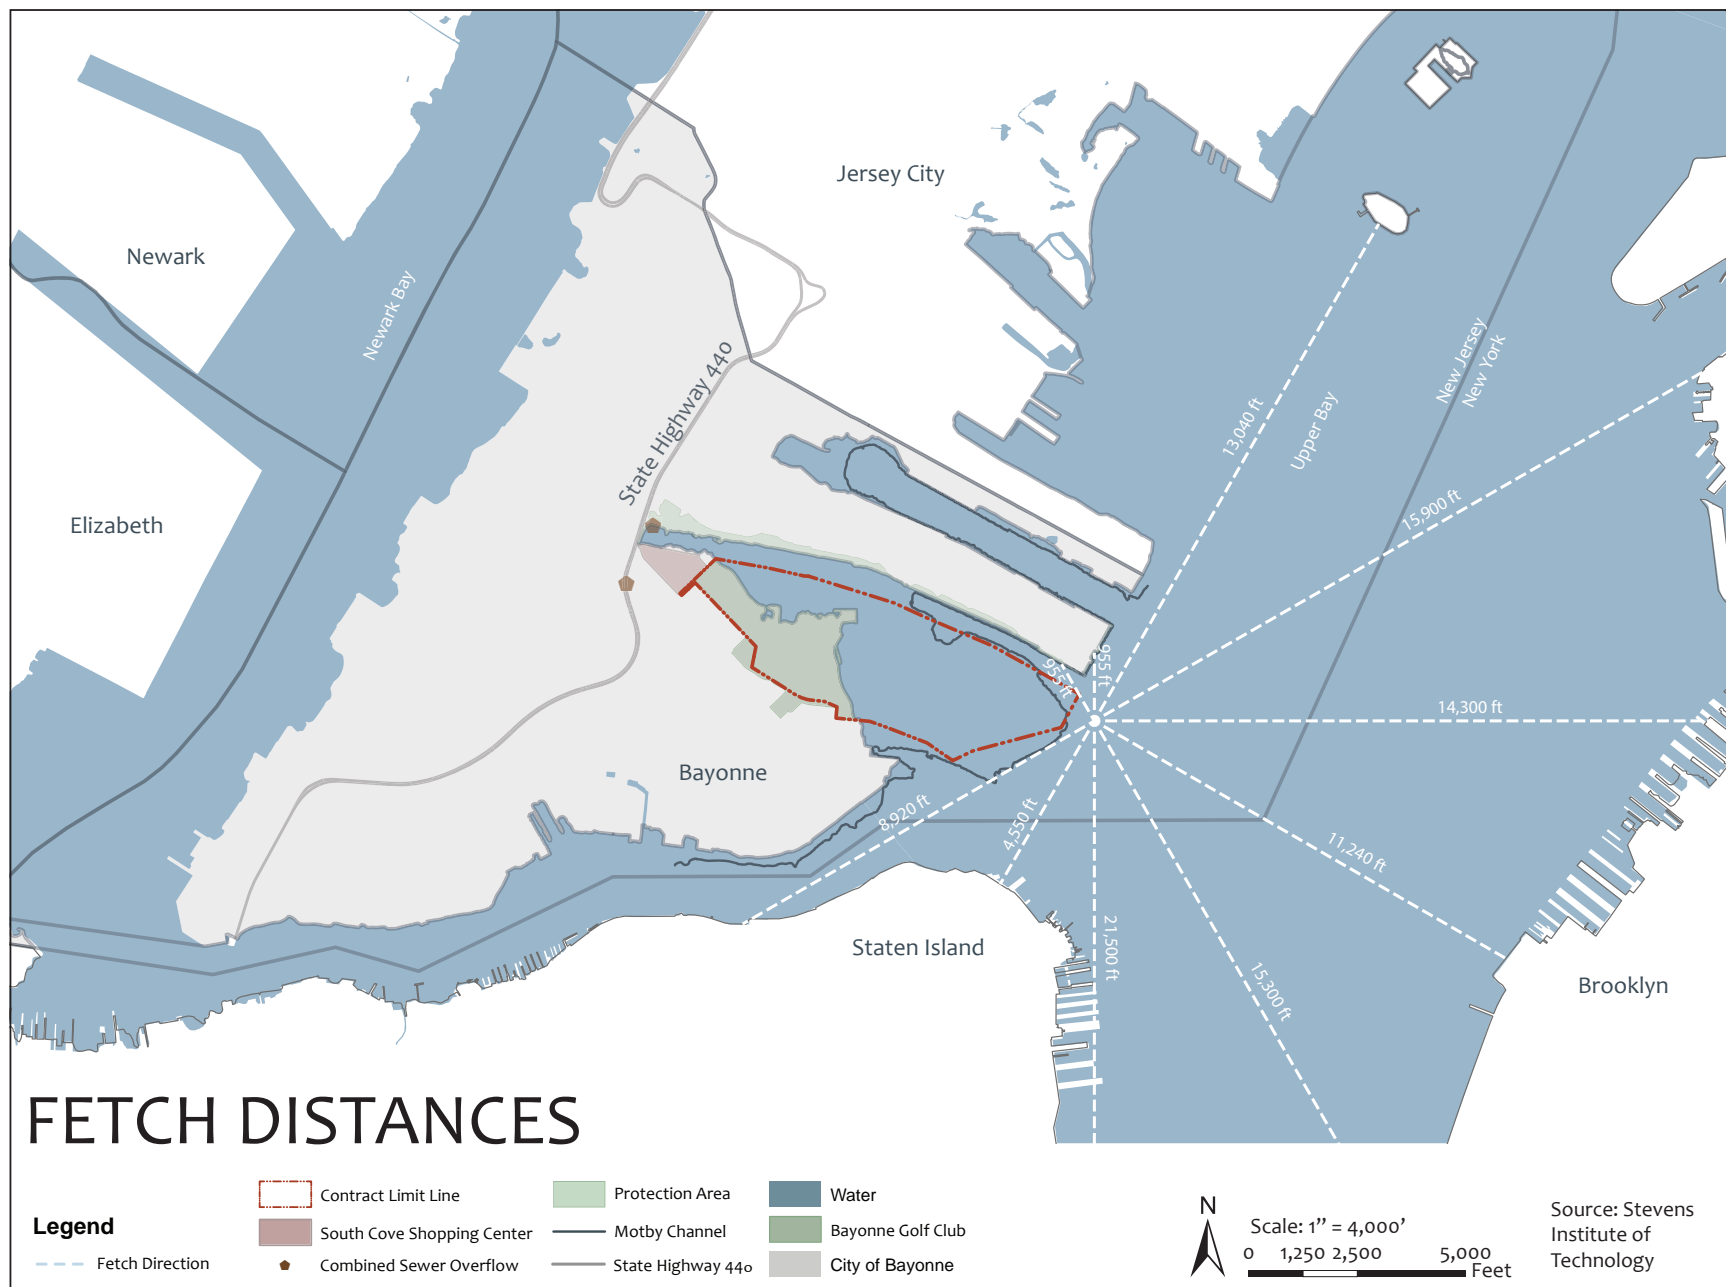 Jersey City
Newark
Newark Bay
State Highway 440
New Jersey
New York
Upper Bay
13,040 ft
15,900 ft
Elizabeth
955 ft
955 ft
14,300 ft
Bayonne
8,920 ft
4,550 ft
11,240 ft
21,500 ft
15,300 ft
Staten Island
Brooklyn
FETCH DISTANCES
Legend
Fetch Direction
Contract Limit Line
South Cove Shopping Center
Combined Sewer Overflow
Protection Area
Motby Channel
State Highway 440
Water
Bayonne Golf Club
City of Bayonne
N
Scale: 1’’ = 4,000’
0 1,250 2,500 5,000
Feet
Source: Stevens
Institute of
Technology